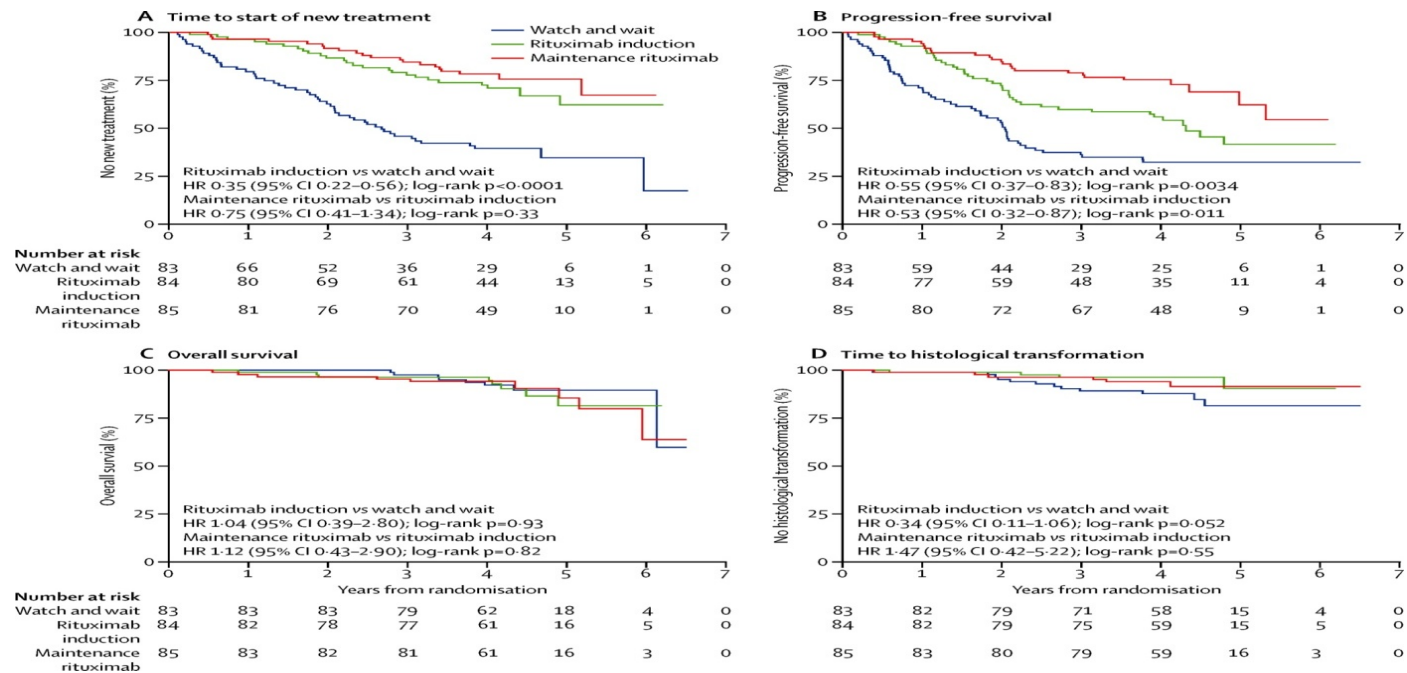 A Time to start of new treatment
100
75
50
25
0
No new treatment (%)
Watch and wait
Rituximab induction
Maintenance rituximab
Rituximab induction vs watch and wait
HR 0·35 (95% CI 0·22–0·56); log-rank p<0·0001
Maintenance rituximab vs rituximab induction
HR 0·75 (95% CI 0·41–1·34); log-rank p=0·33
0 1 2 3 4 5 6 7
Number at risk
Watch and wait 83 66 52 36 29 6 1 0
Rituximab 84 80 69 61 44 13 5 0
induction
Maintenance 85 81 76 70 49 10 1 0
rituximab
B Progression-free survival
100
75
50
25
0
Progression-free survival (%)
Rituximab induction vs watch and wait
HR 0·55 (95% CI 0·37–0·83); log-rank p=0·0034
Maintenance rituximab vs rituximab induction
HR 0·53 (95% CI 0·32–0·87); log-rank p=0·011
0 1 2 3 4 5 6 7
83 59 44 29 25 6 1 0
84 77 59 48 35 11 4 0
85 80 72 67 48 9 1 0
C Overall survival
100
75
50
25
0
Overall survial (%)
Rituximab induction vs watch and wait
HR 1·04 (95% CI 0·39–2·80); log-rank p=0·93
Maintenance rituximab vs rituximab induction
HR 1·12 (95% CI 0·43–2·90); log-rank p=0·82
0 1 2 3 4 5 6 7
Years from randomisation
Number at risk
Watch and wait 83 83 83 79 62 18 4 0
Rituximab 84 82 78 77 61 16 5 0
induction
Maintenance 85 83 82 81 61 16 3 0
rituximab
D Time to histological transformation
100
75
50
25
0
No histological transformation (%)
Rituximab induction vs watch and wait
HR 0·34 (95% CI 0·11–1·06); log-rank p=0·052
Maintenance rituximab vs rituximab induction
HR 1·47 (95% CI 0·42–5·22); log-rank p=0·55
0 1 2 3 4 5 6 7
Years from randomisation
83 82 79 71 58 15 4 0
84 82 79 75 59 15 5 0
85 83 80 79 59 16 3 0